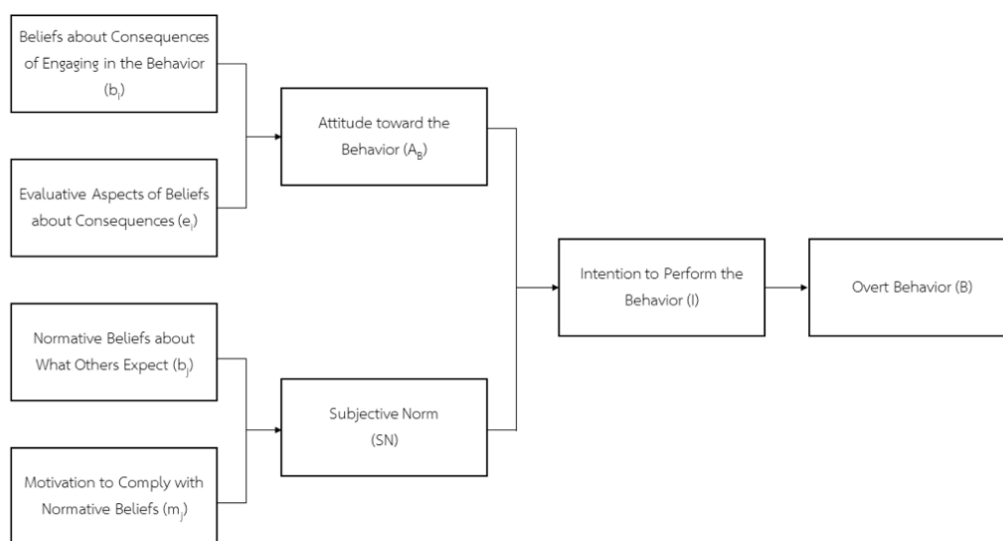 Beliefs about Consequences
of Engaging in the Behavior
(bᵢ)
Evaluative Aspects of Beliefs
about Consequences (eᵢ)
Normative Beliefs about
What Others Expect (bⱼ)
Motivation to Comply with
Normative Beliefs (mⱼ)
Attitude toward the
Behavior (A_B)
Subjective Norm
(SN)
Intention to Perform the
Behavior (I)
Overt Behavior (B)